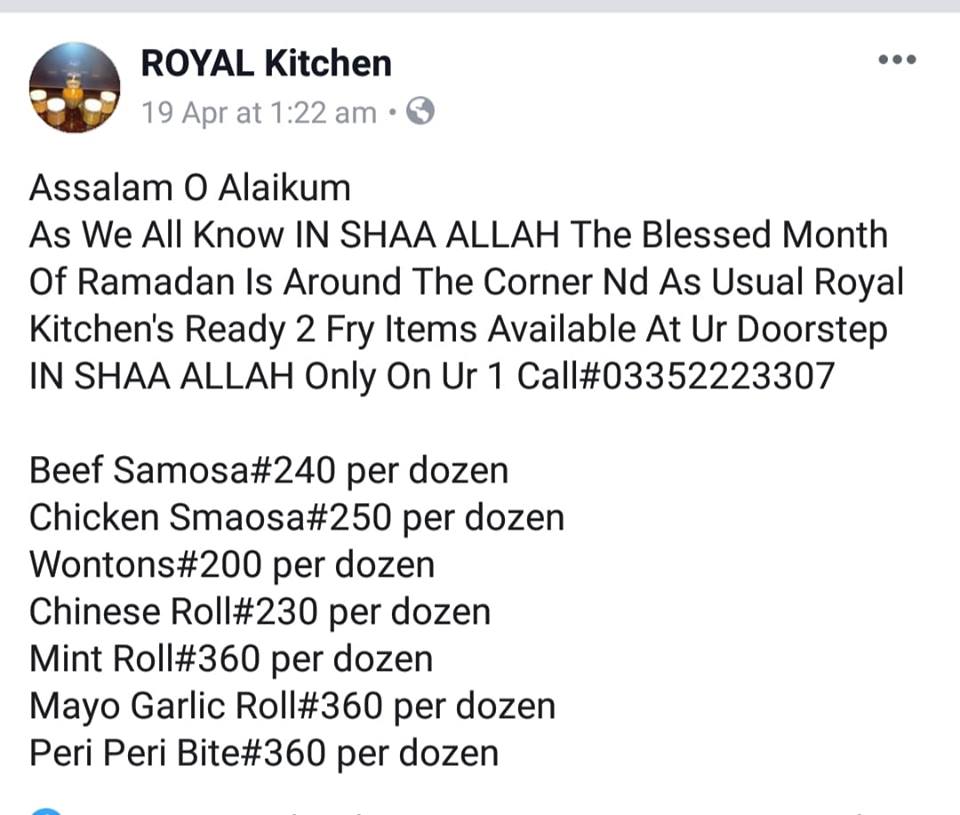 ROYAL Kitchen
19 Apr at 1:22 am •
Assalam O Alaikum
As We All Know IN SHAA ALLAH The Blessed Month
Of Ramadan Is Around The Corner Nd As Usual Royal
Kitchen's Ready 2 Fry Items Available At Ur Doorstep
IN SHAA ALLAH Only On Ur 1 Call#03352223307
Beef Samosa#240 per dozen
Chicken Smaosa#250 per dozen
Wontons#200 per dozen
Chinese Roll#230 per dozen
Mint Roll#360 per dozen
Mayo Garlic Roll#360 per dozen
Peri Peri Bite#360 per dozen